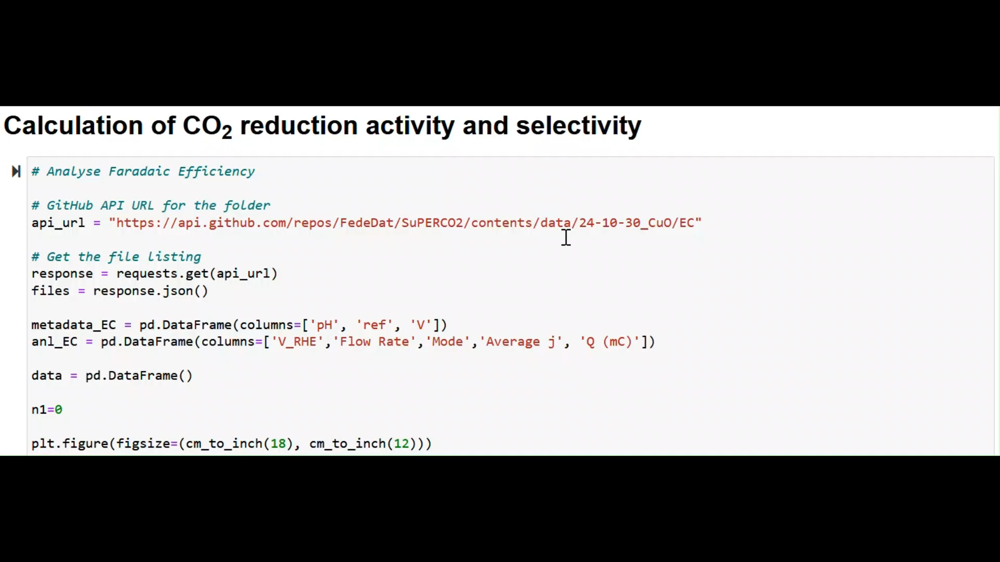 Calculation of CO2 reduction activity and selectivity
# Analyse Faradaic Efficiency
# GitHub API URL for the folder
api_url = "https://api.github.com/repos/FedeDat/SuPERCO2/contents/data/24-10-30_CuO/EC"
# Get the file listing
response = requests.get(api_url)
files = response.json()
metadata_EC = pd.DataFrame(columns=['pH', 'ref', 'V'])
anl_EC = pd.DataFrame(columns=['V_RHE','Flow Rate','Mode','Average j', 'Q (mC)'])
data = pd.DataFrame()
n1=0
plt.figure(figsize=(cm_to_inch(18), cm_to_inch(12)))